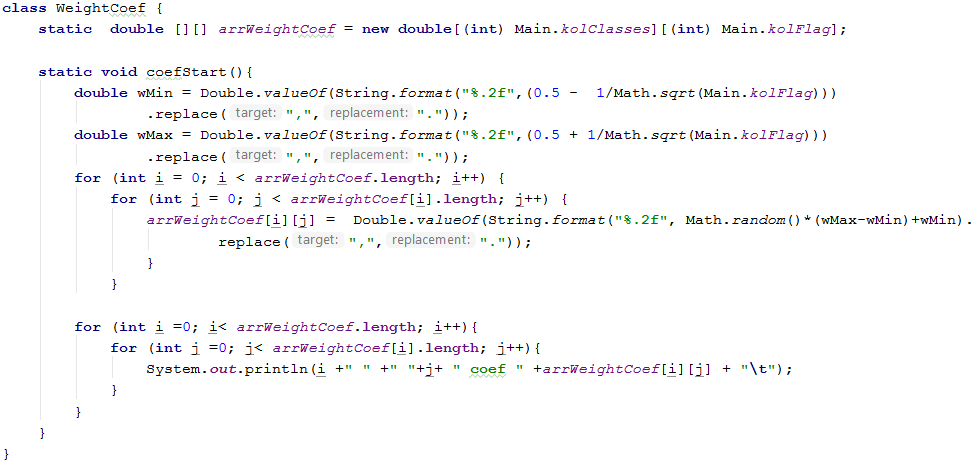 class WeightCoef {
    static  double [][] arrWeightCoef = new double[(int) Main.kolClasses][(int) Main.kolFlag];
    static void coefStart(){
        double wMin = Double.valueOf(String.format("%.2f",(0.5 -  1/Math.sqrt(Main.kolFlag)))
                .replace( target: ",", replacement: "."));
        double wMax = Double.valueOf(String.format("%.2f",(0.5 + 1/Math.sqrt(Main.kolFlag)))
                .replace( target: ",", replacement: "."));
        for (int i = 0; i < arrWeightCoef.length; i++) {
            for (int j = 0; j < arrWeightCoef[i].length; j++) {
                arrWeightCoef[i][j] =  Double.valueOf(String.format("%.2f", Math.random()*(wMax-wMin)+wMin).
                        replace( target: ",", replacement: "."));
                }
            }
        for (int i =0; i< arrWeightCoef.length; i++){
            for (int j =0; j< arrWeightCoef[i].length; j++){
                System.out.println(i +" " +" "+j+ " coef " +arrWeightCoef[i][j] + "\t");
            }
        }
    }
}